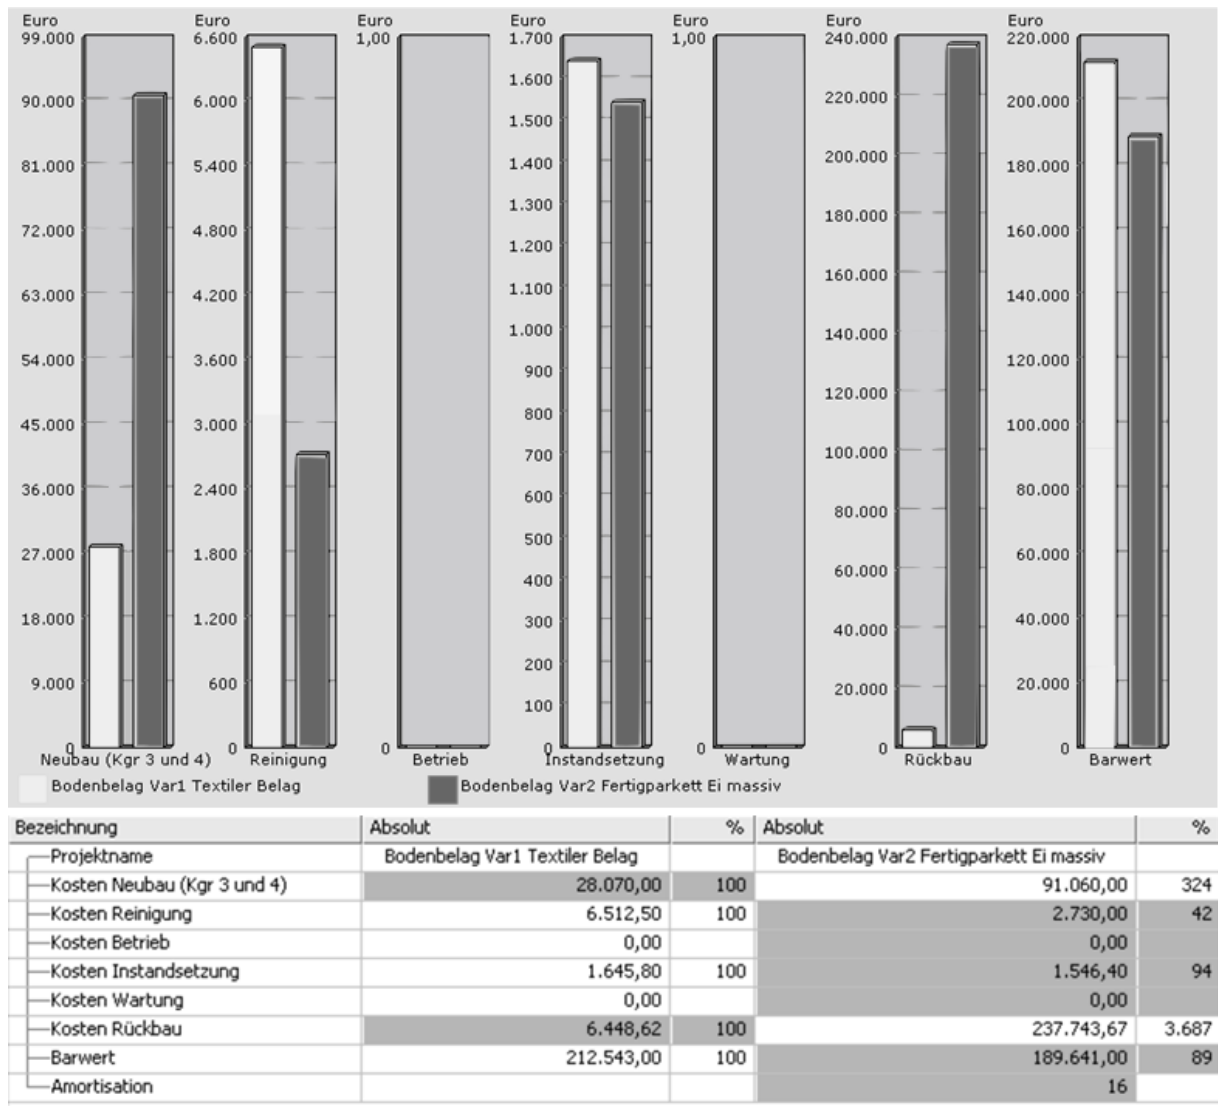 Euro Euro Euro Euro Euro Euro Euro
99.000 6.600 1,00 1.700 1,00 240.000 220.000
90.000 6.000 1.600 220.000 200.000
81.000 5.400 1.500 200.000 180.000
72.000 4.800 1.400 180.000 160.000
63.000 4.200 1.300 160.000 140.000
54.000 3.600 1.200 140.000 120.000
45.000 3.000 1.100 120.000 100.000
36.000 2.400 1.000 100.000 80.000
27.000 1.800 900 80.000 60.000
18.000 1.200 800 60.000 40.000
9.000 600 700 40.000 20.000
600 20.000
500
400
300
200
100
0 0 0 0 0 0 0
Neubau (Kgr 3 und 4) Reinigung Betrieb Instandsetzung Wartung Rückbau Barwert
Bodenbelag Var1 Textiler Belag Bodenbelag Var2 Fertigparkett Ei massiv
Bezeichnung Absolut % Absolut %
Projektname Bodenbelag Var1 Textiler Belag Bodenbelag Var2 Fertigparkett Ei massiv
Kosten Neubau (Kgr 3 und 4) 28.070,00 100 91.060,00 324
Kosten Reinigung 6.512,50 100 2.730,00 42
Kosten Betrieb 0,00 0,00
Kosten Instandsetzung 1.645,80 100 1.546,40 94
Kosten Wartung 0,00 0,00
Kosten Rückbau 6.448,62 100 237.743,67 3.687
Barwert 212.543,00 100 189.641,00 89
Amortisation 16